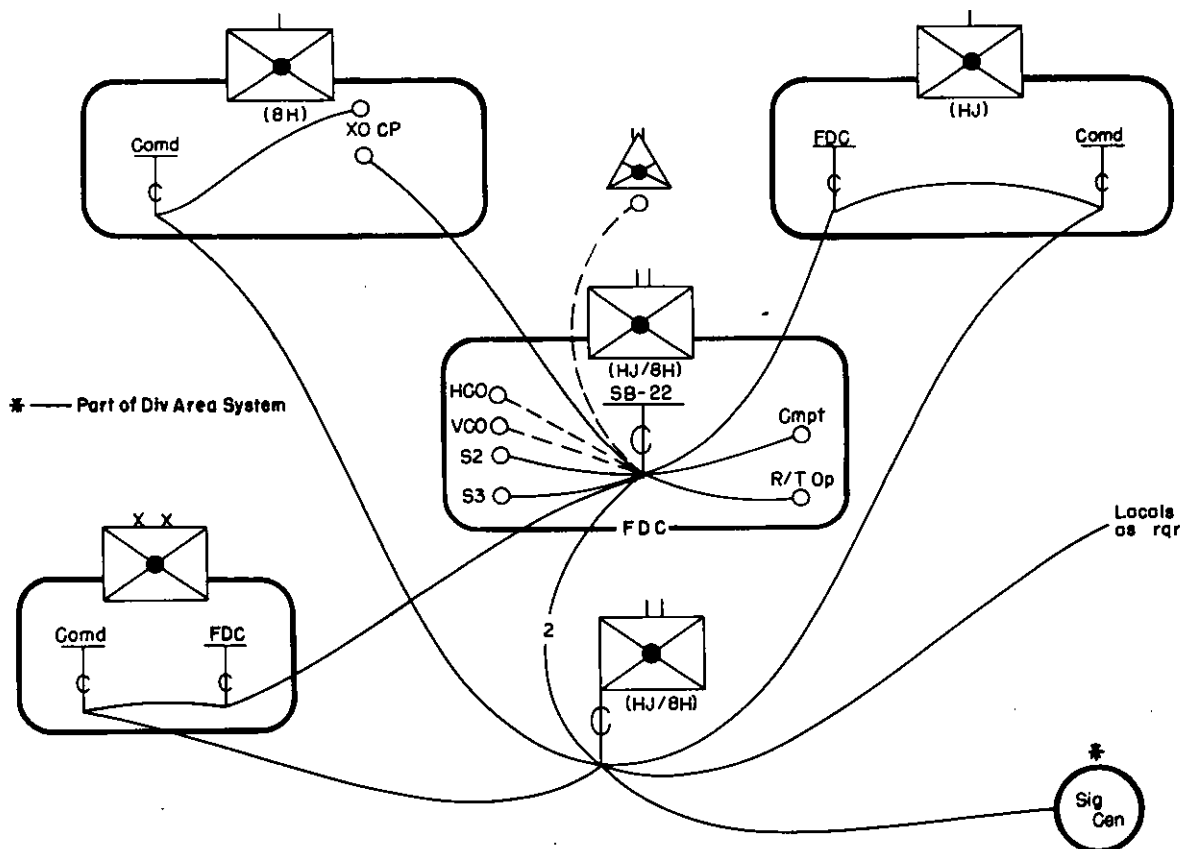 (8H)
XO CP
Comd
(HJ)
FDC
Comd
(HJ/8H)
SB-22
HCO
VCO
S2
S3
Cmpt
R/T Op
FDC
* — Part of Div Area System
Locals
as rqr
X X
Comd
FDC
2
(HJ/8H)
*
Sig
Cen